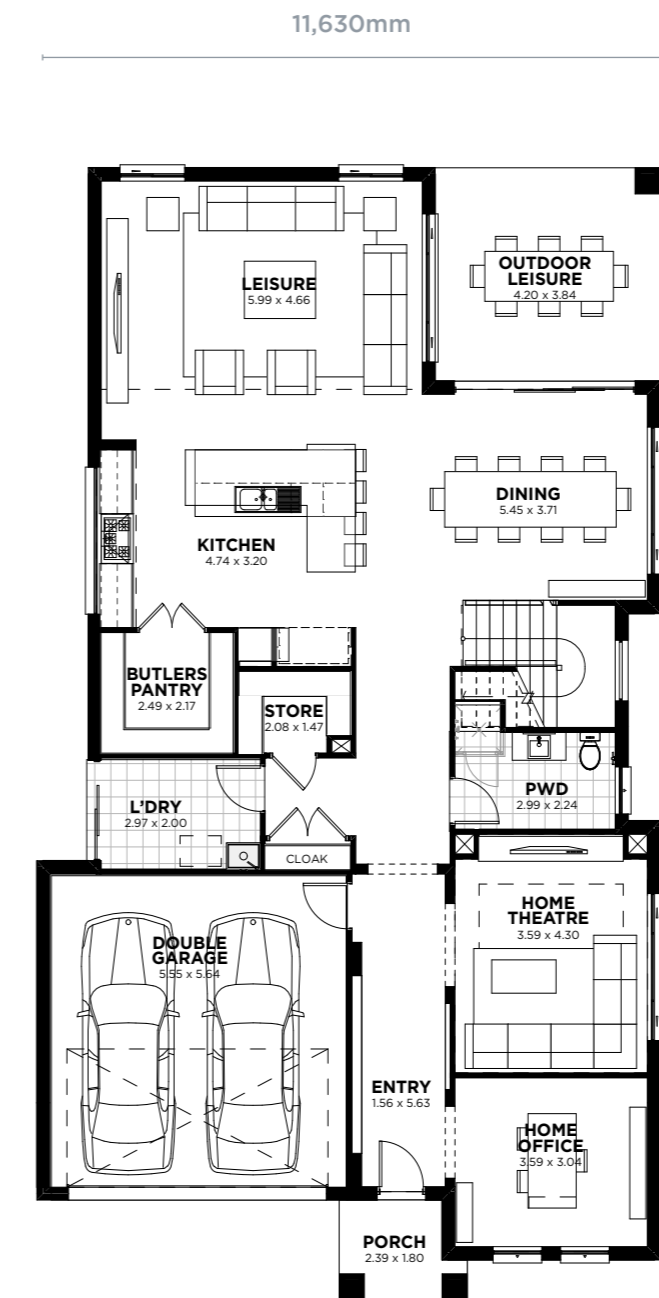 11,630mm
LEISURE
5.99 x 4.66
OUTDOOR
LEISURE
4.20 x 3.84
DINING
5.45 x 3.71
KITCHEN
4.74 x 3.20
BUTLERS
PANTRY
2.49 x 2.17
STORE
2.08 x 1.47
PWD
2.99 x 2.24
L'DRY
2.97 x 2.00
CLOAK
HOME
THEATRE
3.59 x 4.30
DOUBLE
GARAGE
5.55 x 5.64
ENTRY
1.56 x 5.63
HOME
OFFICE
3.59 x 3.04
PORCH
2.39 x 1.80